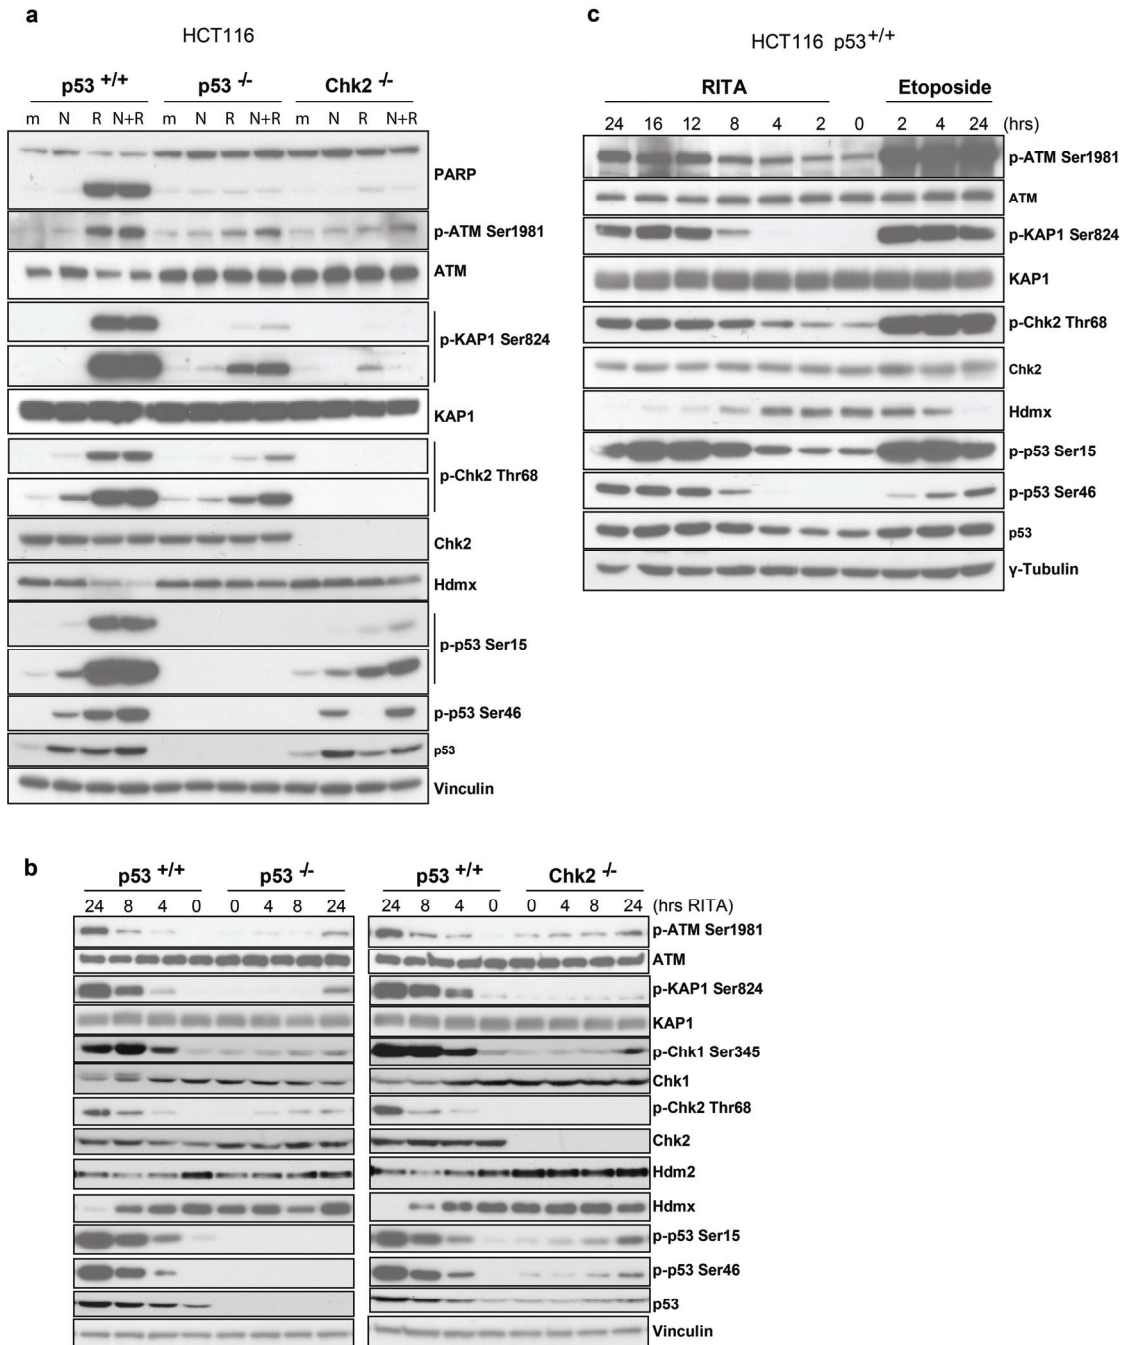 a
HCT116
p53 +/+ p53 -/- Chk2 -/-
m N R N+R m N R N+R m N R N+R
PARP
p-ATM Ser1981
ATM
p-KAP1 Ser824
KAP1
p-Chk2 Thr68
Chk2
Hdmx
p-p53 Ser15
p-p53 Ser46
p53
Vinculin
c
HCT116 p53+/+
RITA Etoposide
24 16 12 8 4 2 0 2 4 24 (hrs)
p-ATM Ser1981
ATM
p-KAP1 Ser824
KAP1
p-Chk2 Thr68
Chk2
Hdmx
p-p53 Ser15
p-p53 Ser46
p53
γ-Tubulin
b
p53 +/+ p53 -/- p53 +/+ Chk2 -/-
24 8 4 0 0 4 8 24 24 8 4 0 0 4 8 24 (hrs RITA)
p-ATM Ser1981
ATM
p-KAP1 Ser824
KAP1
p-Chk1 Ser345
Chk1
p-Chk2 Thr68
Chk2
Hdm2
Hdmx
p-p53 Ser15
p-p53 Ser46
p53
Vinculin